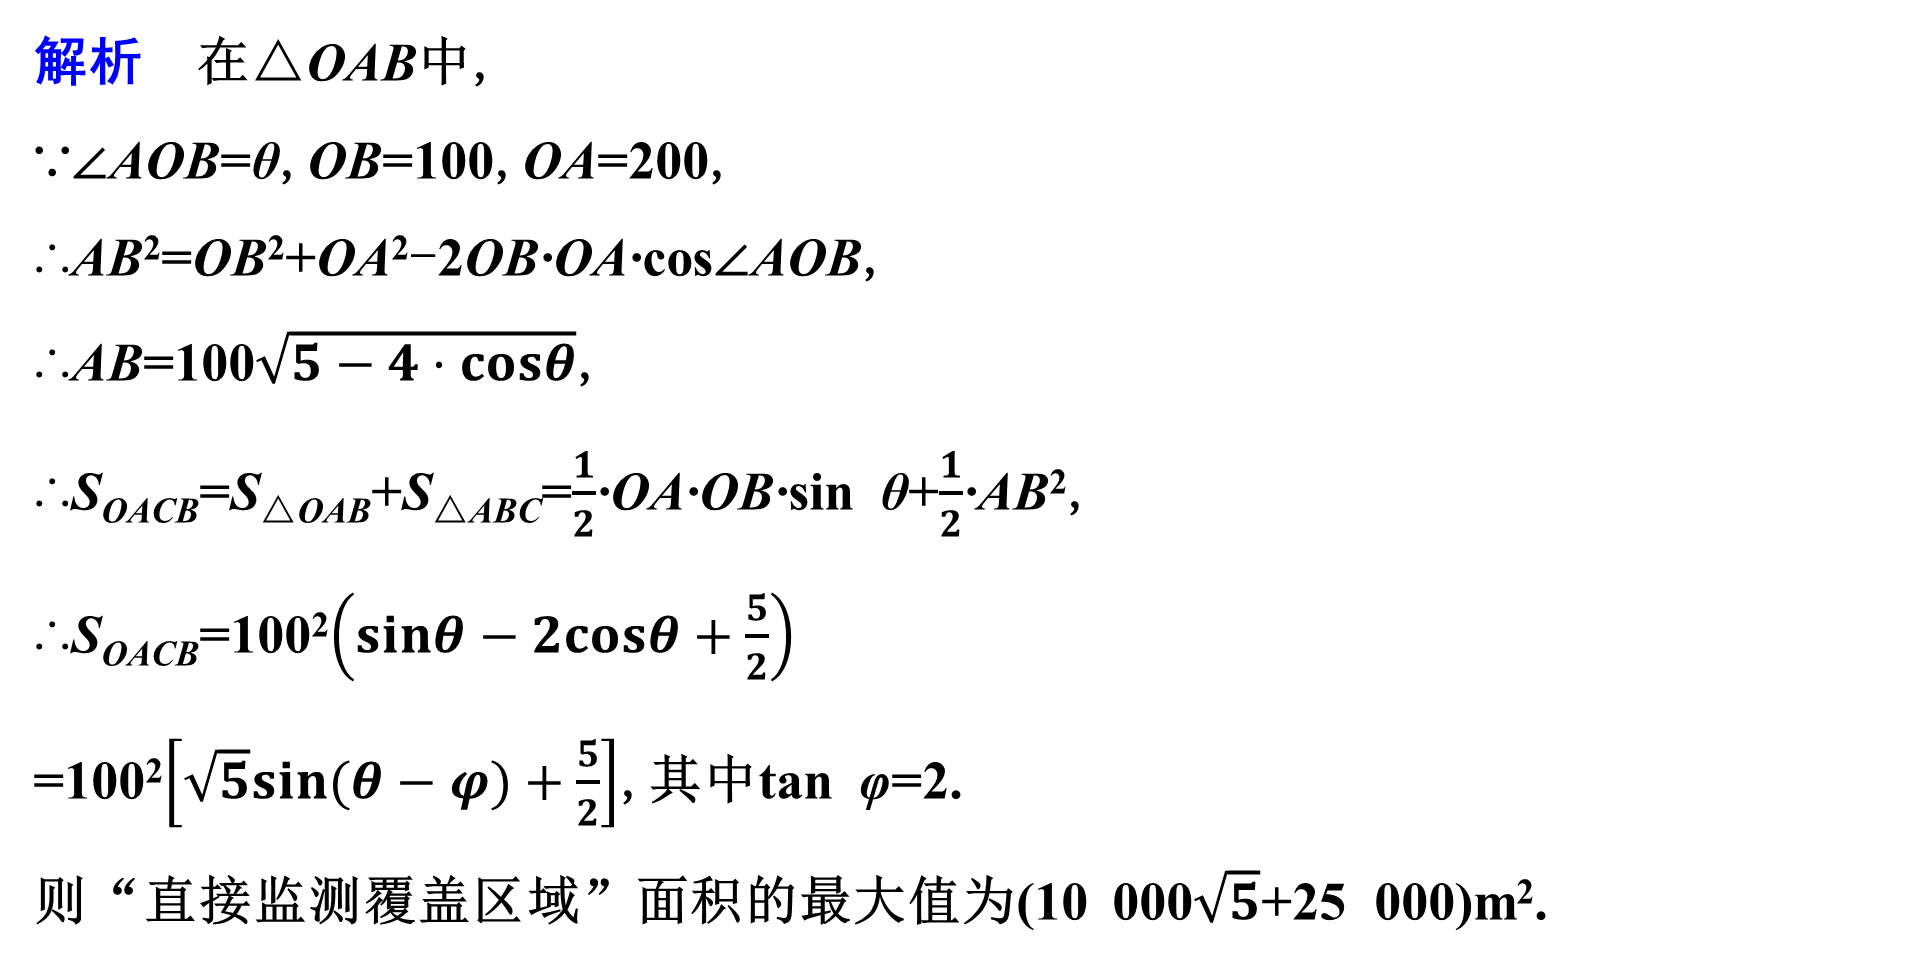 解析 在△OAB中,
∵∠AOB=θ, OB=100, OA=200,
∴AB²=OB²+OA²−2OB·OA·cos∠AOB,
∴AB=100√(5 − 4 · cosθ),
∴S_OACB=S_△OAB+S_△ABC=1/2·OA·OB·sin θ+1/2·AB²,
∴S_OACB=100²(sinθ − 2cosθ + 5/2)
=100²[√5sin(θ − φ) + 5/2], 其中tan φ=2.
则“直接监测覆盖区域”面积的最大值为(10 000√5+25 000)m².